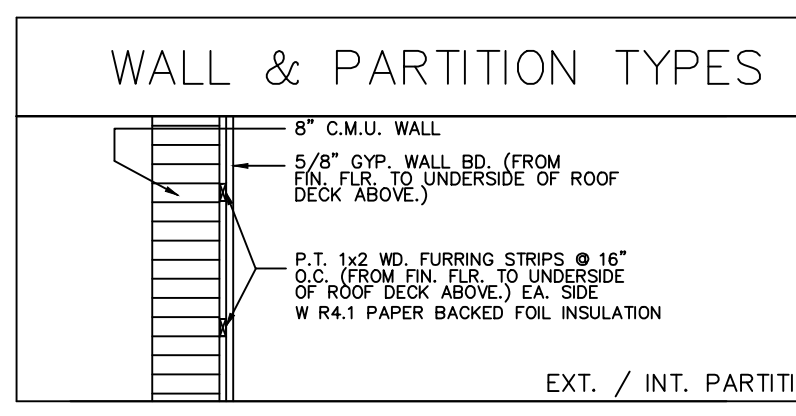 WALL & PARTITION TYPES
8" C.M.U. WALL
5/8" GYP. WALL BD. (FROM
FIN. FLR. TO UNDERSIDE OF ROOF
DECK ABOVE.)
P.T. 1x2 WD. FURRING STRIPS @ 16"
O.C. (FROM FIN. FLR. TO UNDERSIDE
OF ROOF DECK ABOVE.) EA. SIDE
W R4.1 PAPER BACKED FOIL INSULATION
EXT. / INT. PARTITI